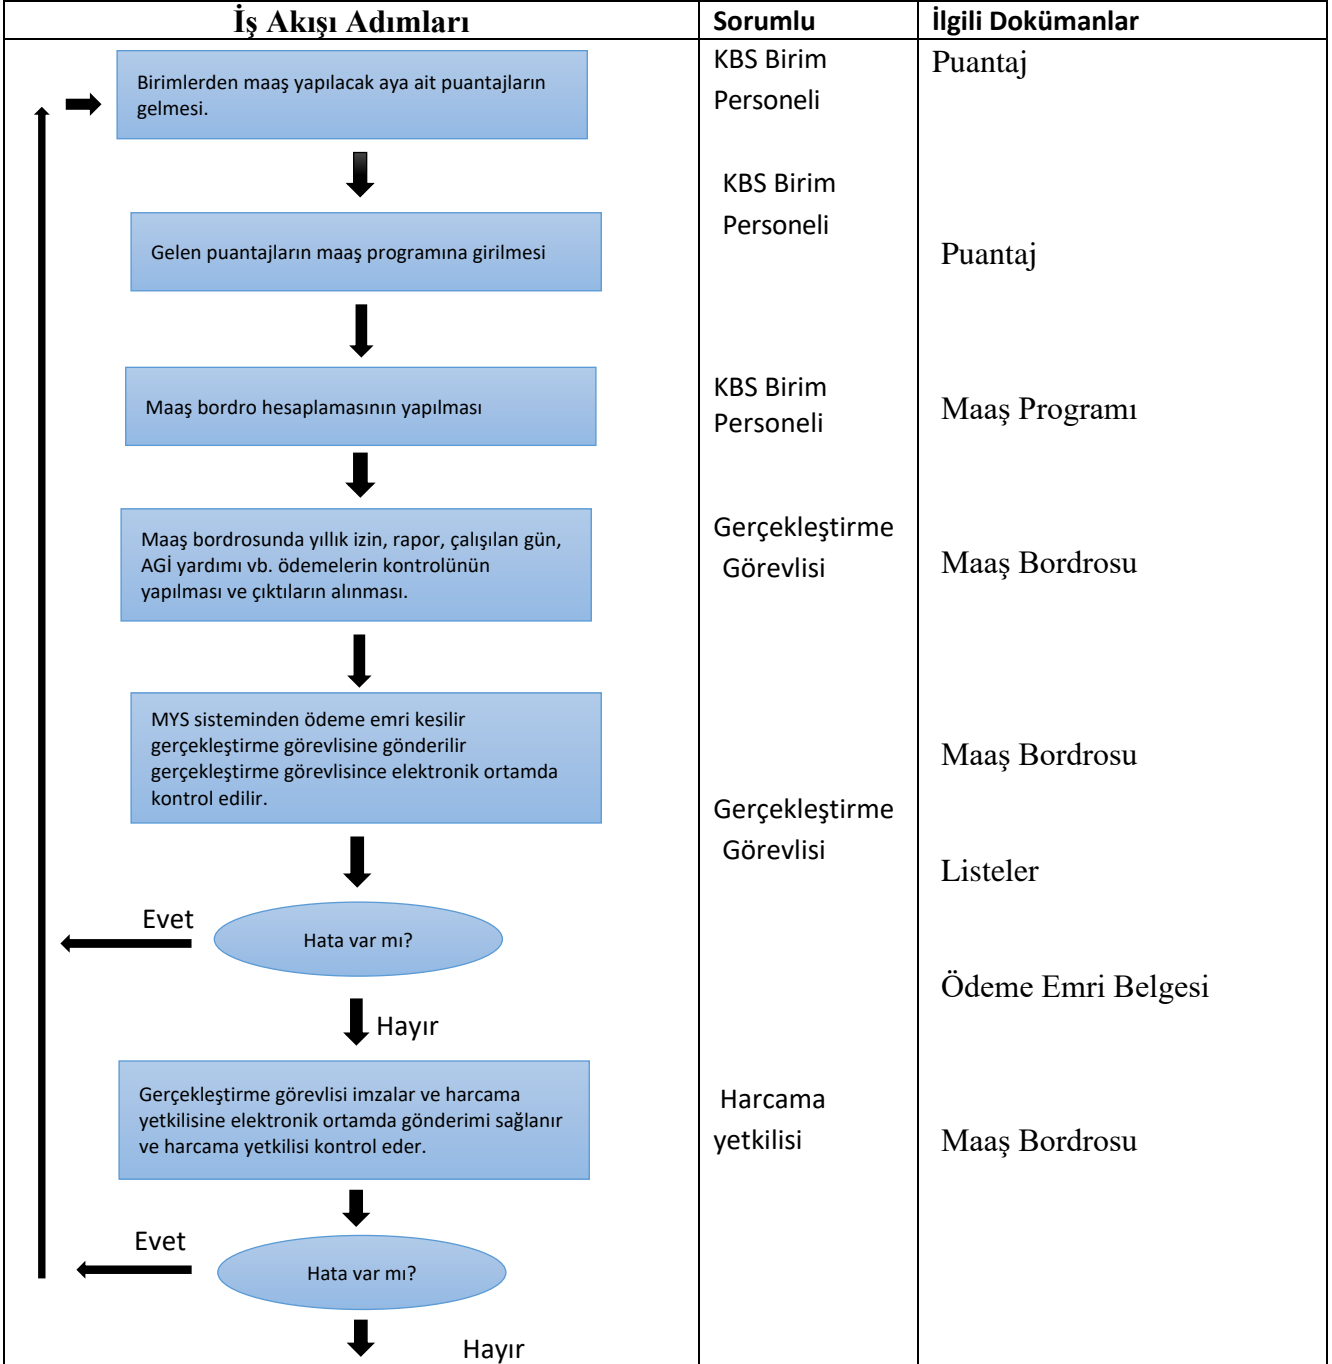 İş Akışı Adımları
Sorumlu
İlgili Dokümanlar
Birimlerden maaş yapılacak aya ait puantajların
gelmesi.
KBS Birim
Personeli
Puantaj
KBS Birim
Personeli
Gelen puantajların maaş programına girilmesi
Puantaj
Maaş bordro hesaplamasının yapılması
KBS Birim
Personeli
Maaş Programı
Maaş bordrosunda yıllık izin, rapor, çalışılan gün,
AGİ yardımı vb. ödemelerin kontrolünün
yapılması ve çıktıların alınması.
Gerçekleştirme
Görevlisi
Maaş Bordrosu
MYS sisteminden ödeme emri kesilir
gerçekleştirme görevlisine gönderilir
gerçekleştirme görevlisince elektronik ortamda
kontrol edilir.
Maaş Bordrosu
Gerçekleştirme
Görevlisi
Listeler
Evet
Hata var mı?
Ödeme Emri Belgesi
Hayır
Gerçekleştirme görevlisi imzalar ve harcama
yetkilisine elektronik ortamda gönderimi sağlanır
ve harcama yetkilisi kontrol eder.
Harcama
yetkilisi
Maaş Bordrosu
Evet
Hata var mı?
Hayır